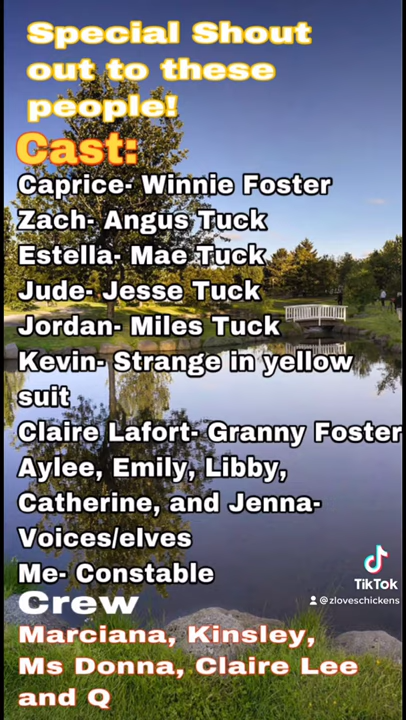 Special Shout
out to these
people!
Cast:
Caprice- Winnie Foster
Zach- Angus Tuck
Estella- Mae Tuck
Jude- Jesse Tuck
Jordan- Miles Tuck
Kevin- Strange in yellow
suit
Claire Lafort- Granny Foster
Aylee, Emily, Libby,
Catherine, and Jenna-
Voices/elves
Me- Constable
Crew
Marciana, Kinsley,
Ms Donna, Claire Lee
and Q
TikTok
@zloveschickens